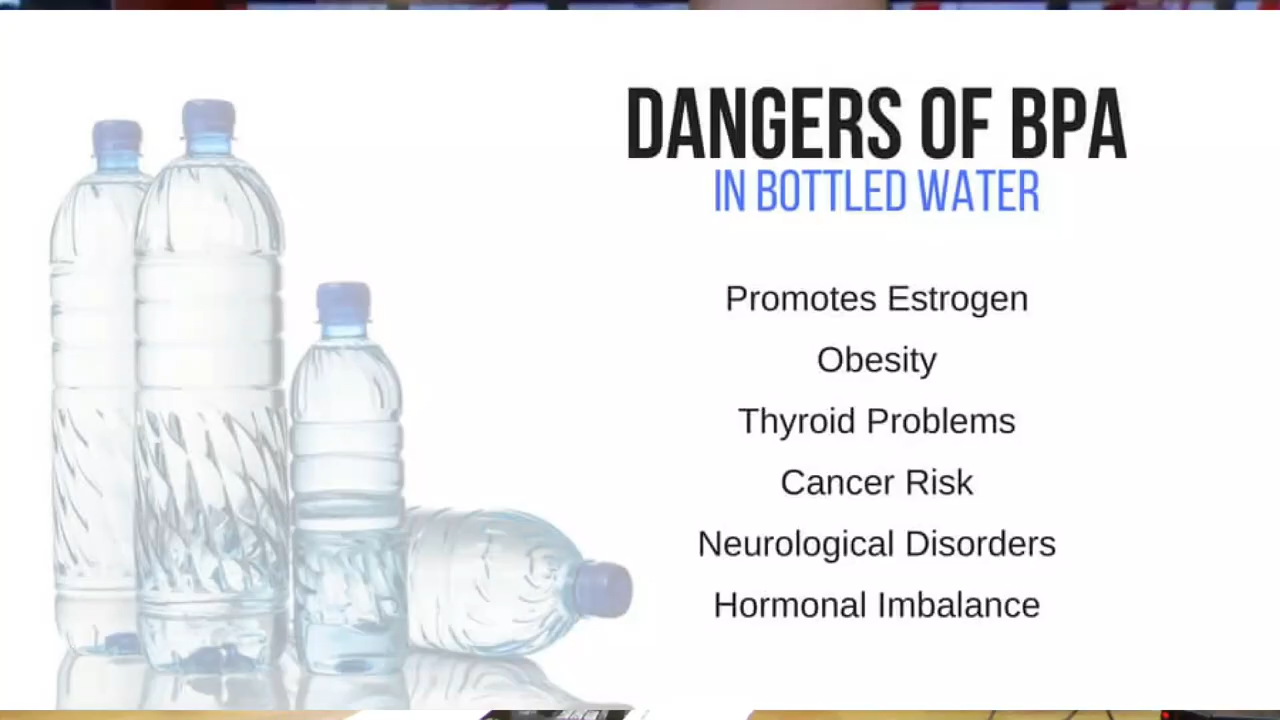 DANGERS OF BPA
IN BOTTLED WATER
Promotes Estrogen
Obesity
Thyroid Problems
Cancer Risk
Neurological Disorders
Hormonal Imbalance